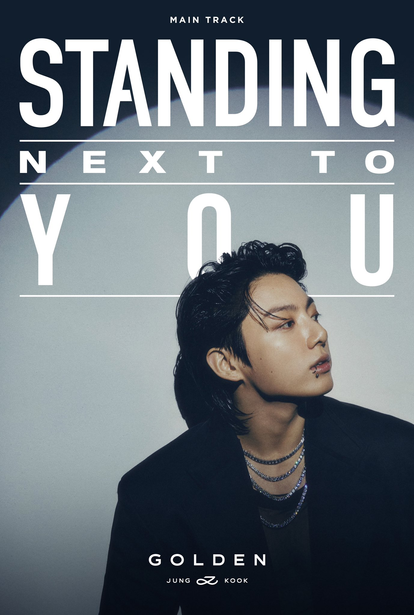 MAIN TRACK
STANDING
NEXT TO
YOU
GOLDEN
JUNG KOOK